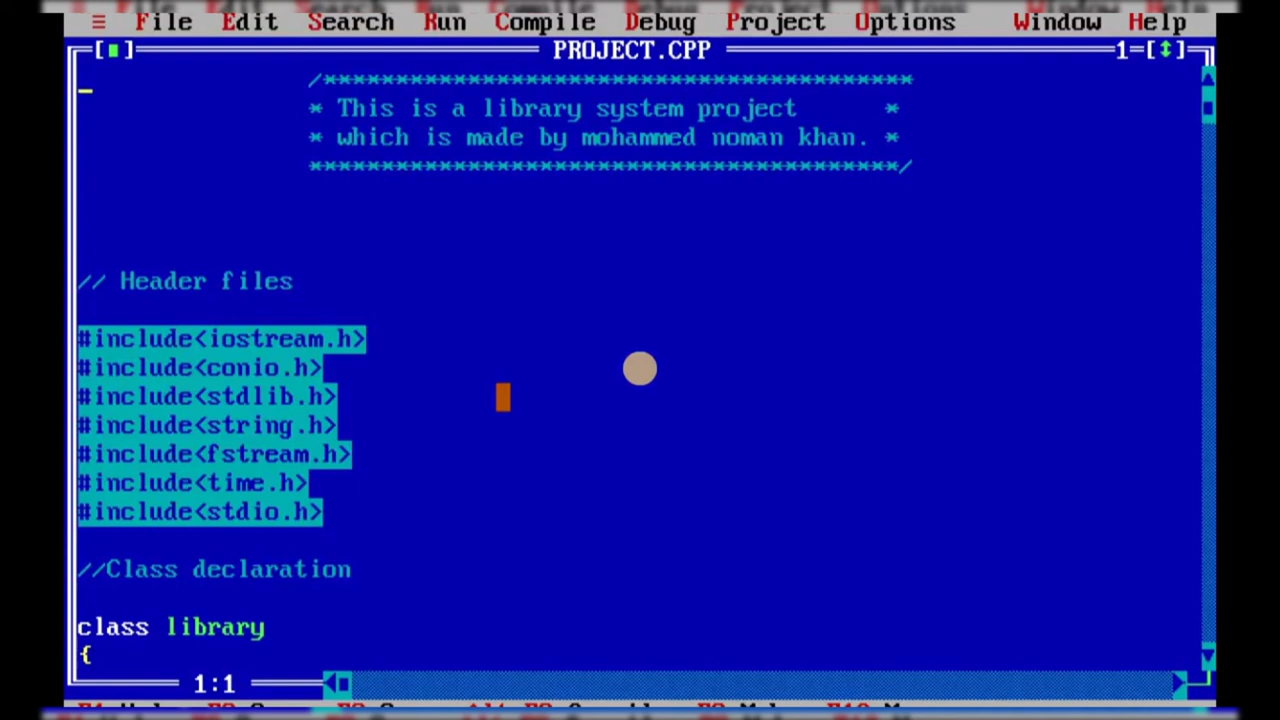 ≡ File Edit Search Run Compile Debug Project Options Window Help
PROJECT.CPP 1
/****************************************
* This is a library system project *
* which is made by mohammed noman khan. *
****************************************/
// Header files
#include<iostream.h>
#include<conio.h>
#include<stdlib.h>
#include<string.h>
#include<fstream.h>
#include<time.h>
#include<stdio.h>
//Class declaration
class library
{
1:1